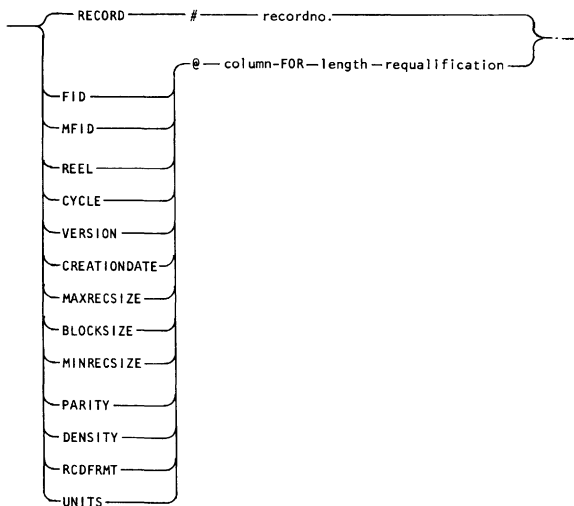 RECORD # recordno.
@ column-FOR-length-requalification
FID
MFID
REEL
CYCLE
VERSION
CREATIONDATE
MAXRECSIZE
BLOCKSIZE
MINRECSIZE
PARITY
DENSITY
RCDFRMT
UNITS